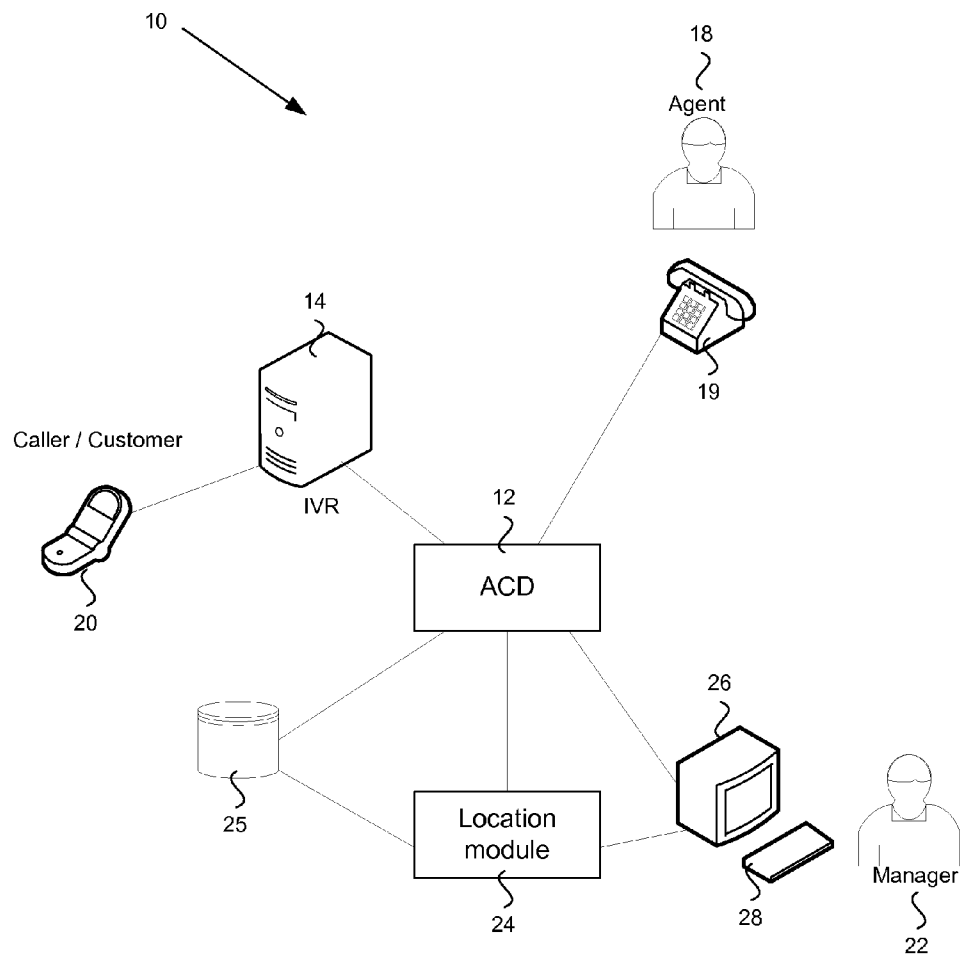 10
18
Agent
19
14
Caller / Customer
IVR
20
12
ACD
26
25
Location
module
24
28
Manager
22